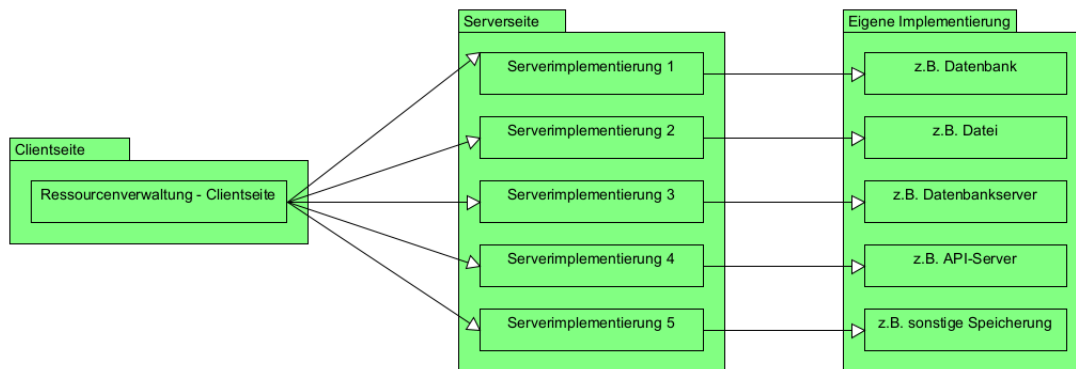 Clientseite
Ressourcenverwaltung - Clientseite
Serverseite
Serverimplementierung 1
Serverimplementierung 2
Serverimplementierung 3
Serverimplementierung 4
Serverimplementierung 5
Eigene Implementierung
z.B. Datenbank
z.B. Datei
z.B. Datenbankserver
z.B. API-Server
z.B. sonstige Speicherung